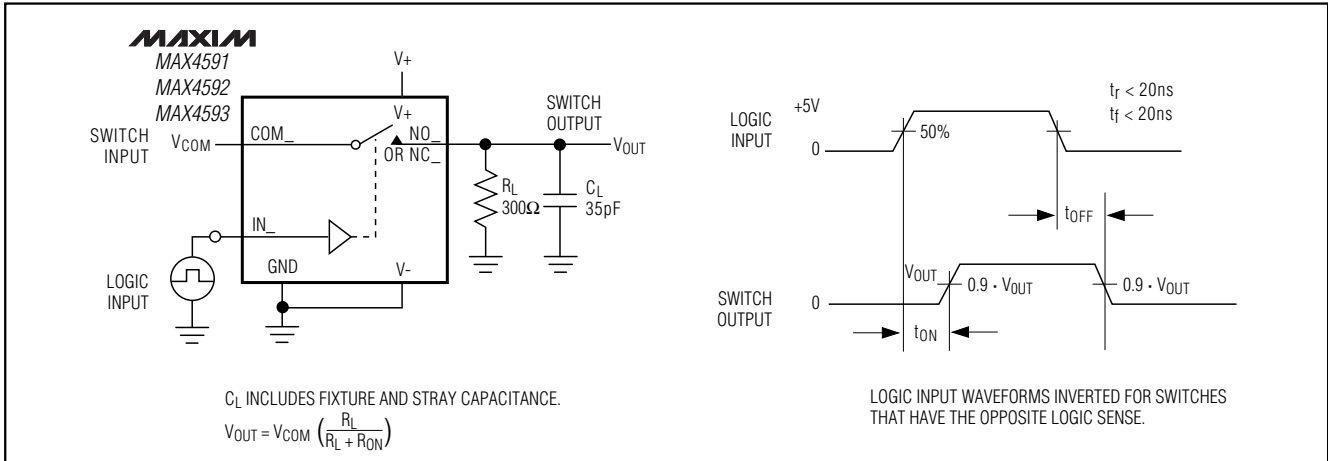 MAXIM
MAX4591
MAX4592
MAX4593
V+
V+
SWITCH
INPUT
VCOM
COM_
NO_
OR NC_
SWITCH
OUTPUT
VOUT
RL
300Ω
CL
35pF
IN_
GND
V-
LOGIC
INPUT
CL INCLUDES FIXTURE AND STRAY CAPACITANCE.
VOUT = VCOM (RL / RL + RON)
LOGIC
INPUT
+5V
0
50%
tr < 20ns
tf < 20ns
tOFF
SWITCH
OUTPUT
VOUT
0
0.9 · VOUT
0.9 · VOUT
tON
LOGIC INPUT WAVEFORMS INVERTED FOR SWITCHES
THAT HAVE THE OPPOSITE LOGIC SENSE.